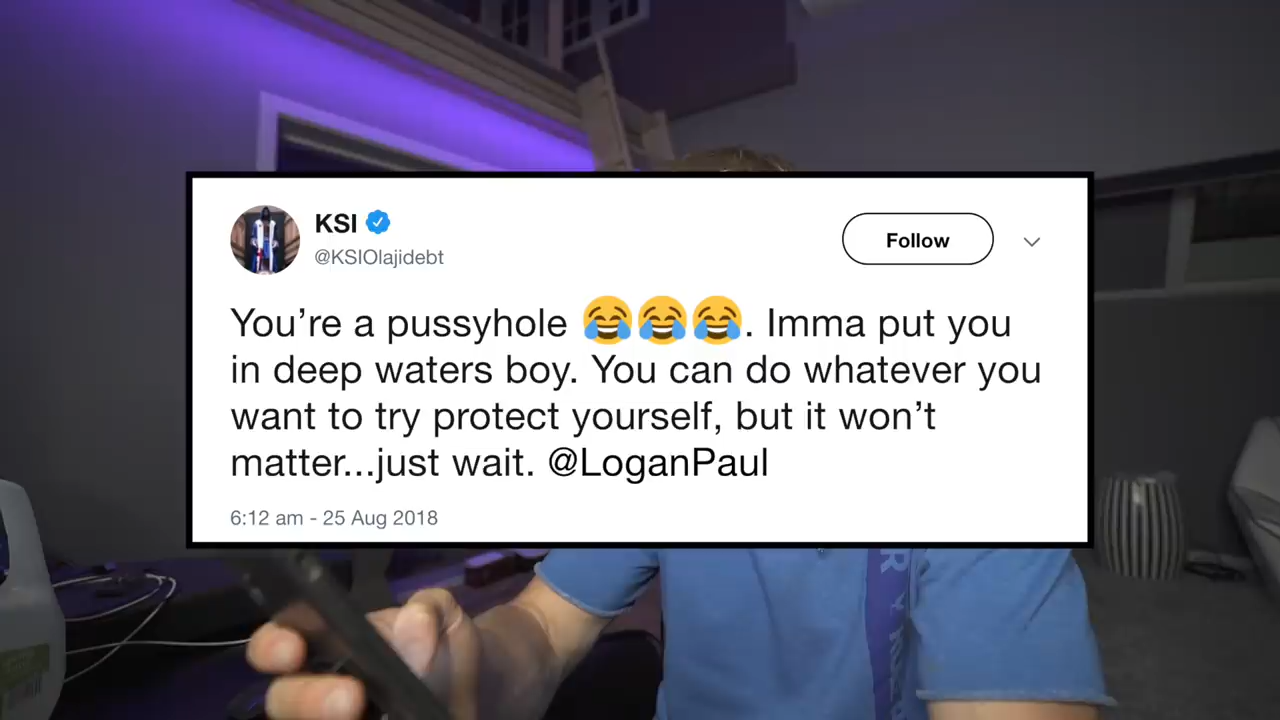 KSI
@KSIOlajidebt
Follow
You’re a pussyhole 😂😂😂. Imma put you
in deep waters boy. You can do whatever you
want to try protect yourself, but it won’t
matter...just wait. @LoganPaul
6:12 am - 25 Aug 2018